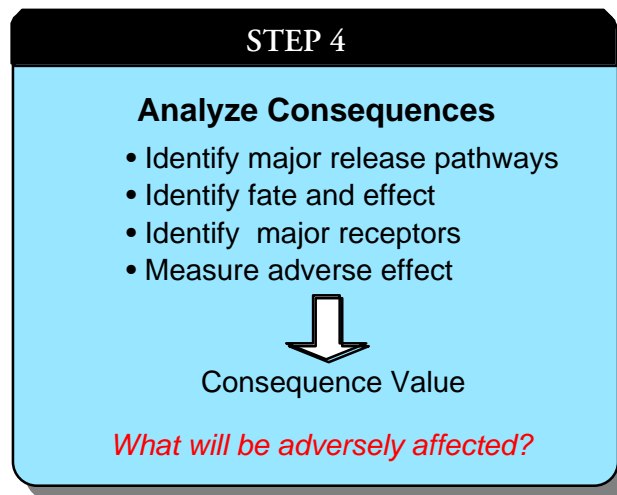 STEP 4
Analyze Consequences
• Identify major release pathways
• Identify fate and effect
• Identify major receptors
• Measure adverse effect
Consequence Value
What will be adversely affected?